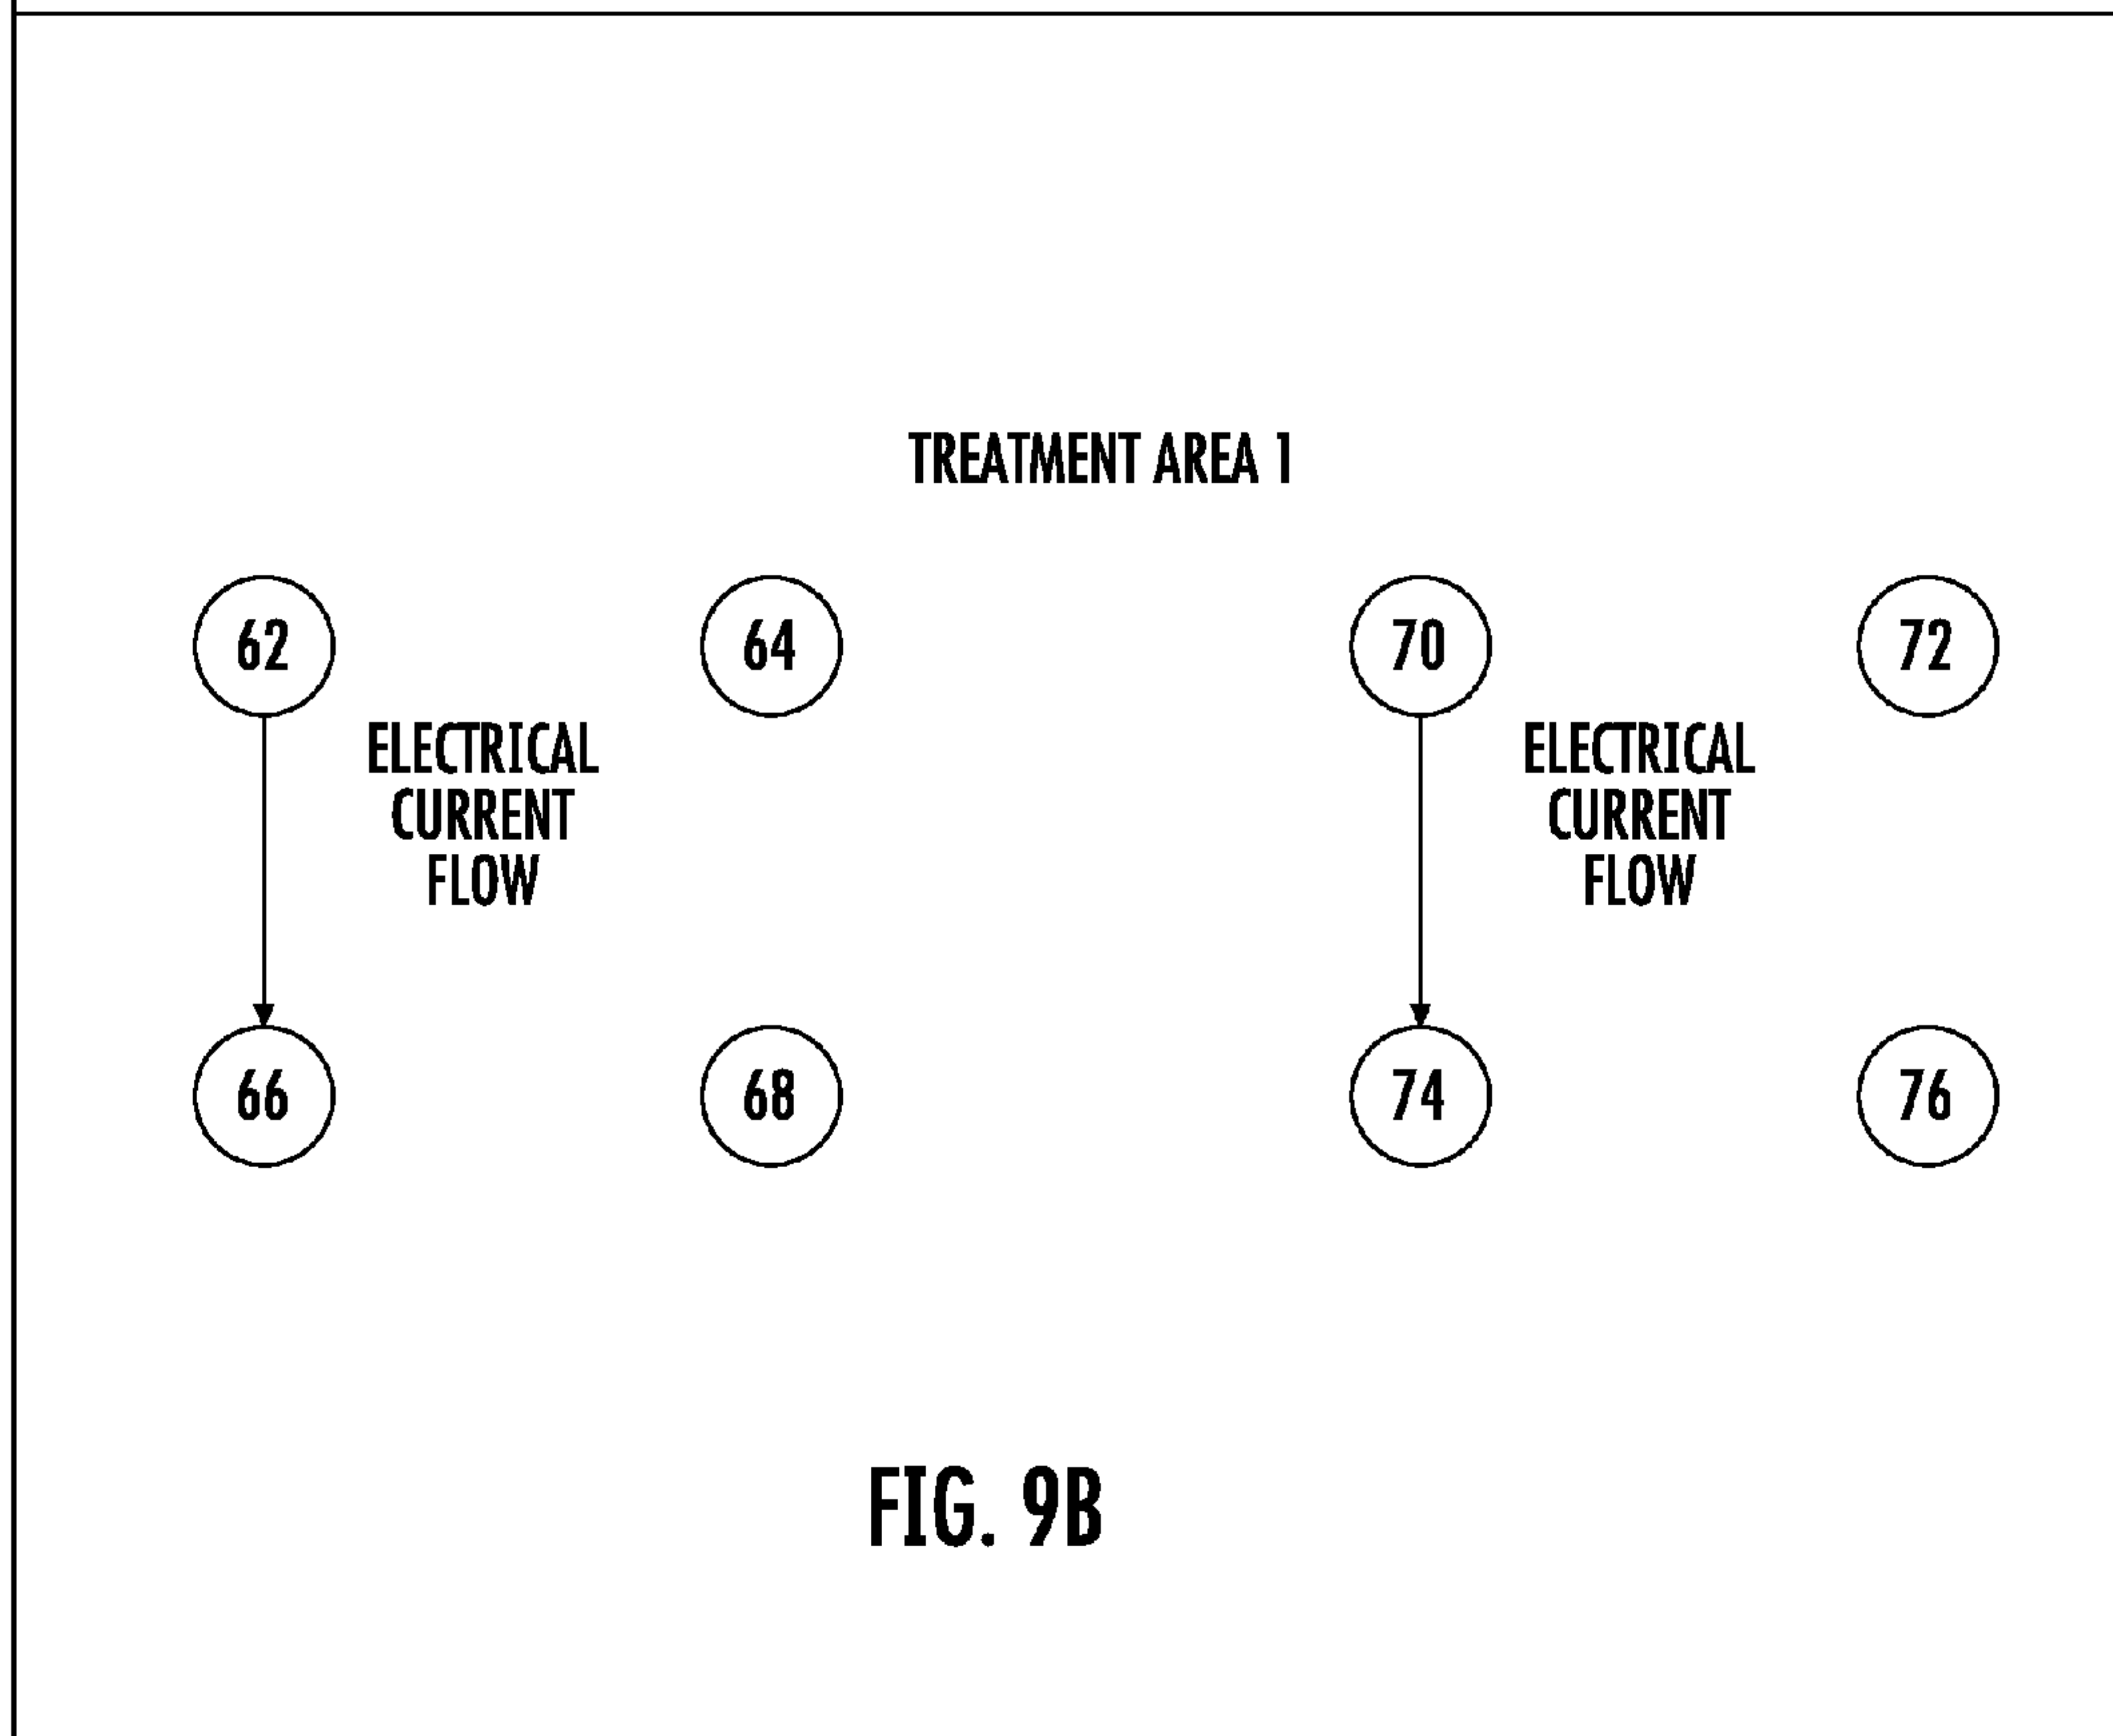 TREATMENT AREA 1
62
64
70
72
ELECTRICAL
CURRENT
FLOW
ELECTRICAL
CURRENT
FLOW
66
68
74
76
FIG. 9B